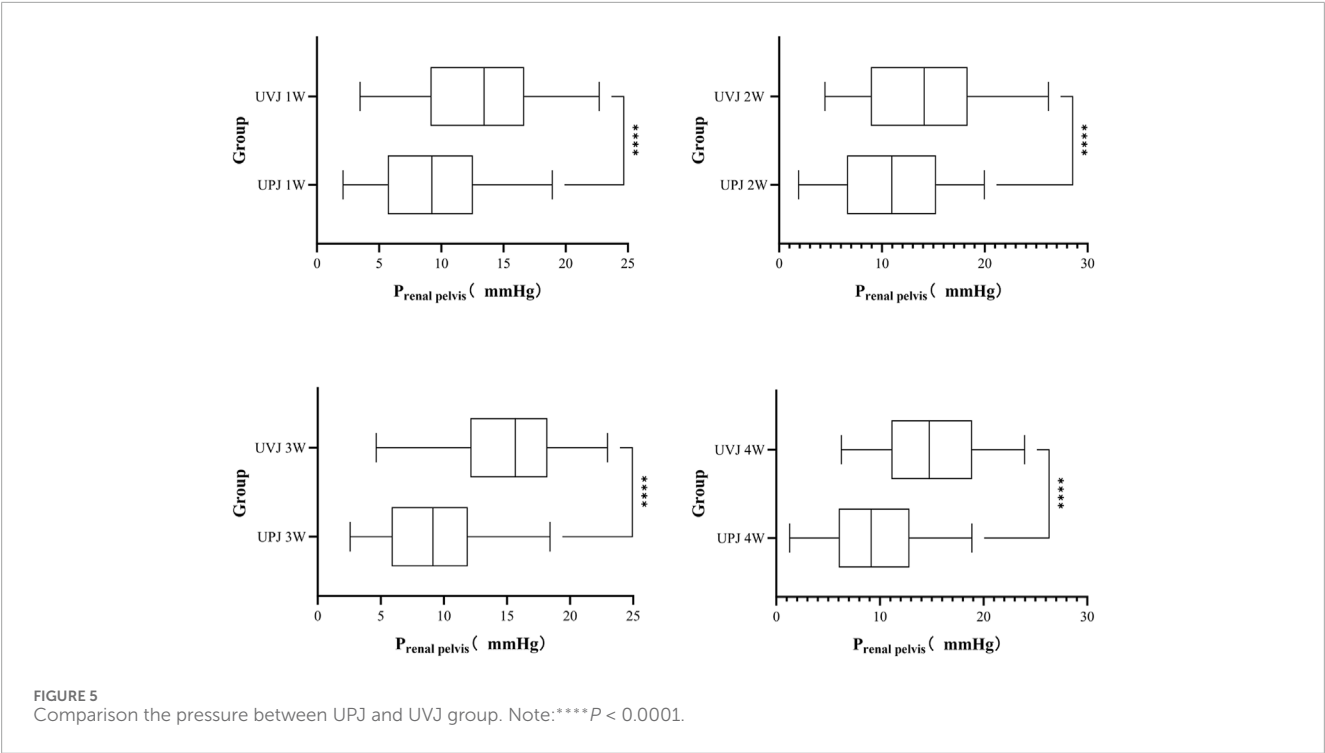 Group
UVJ 1W
UPJ 1W
****
0 5 10 15 20 25
Prenal pelvis( mmHg)
Group
UVJ 2W
UPJ 2W
****
0 10 20 30
Prenal pelvis( mmHg)
Group
UVJ 3W
UPJ 3W
****
0 5 10 15 20 25
Prenal pelvis( mmHg)
Group
UVJ 4W
UPJ 4W
****
0 10 20 30
Prenal pelvis( mmHg)
FIGURE 5
Comparison the pressure between UPJ and UVJ group. Note:****P < 0.0001.